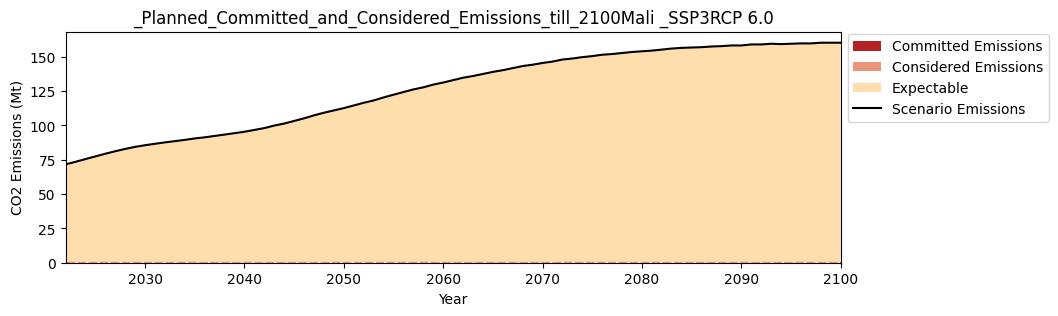 _Planned_Committed_and_Considered_Emissions_till_2100Mali _SSP3RCP 6.0
CO2 Emissions (Mt)
150
125
100
75
50
25
0
2030 2040 2050 2060 2070 2080 2090 2100
Year
Committed Emissions
Considered Emissions
Expectable
Scenario Emissions